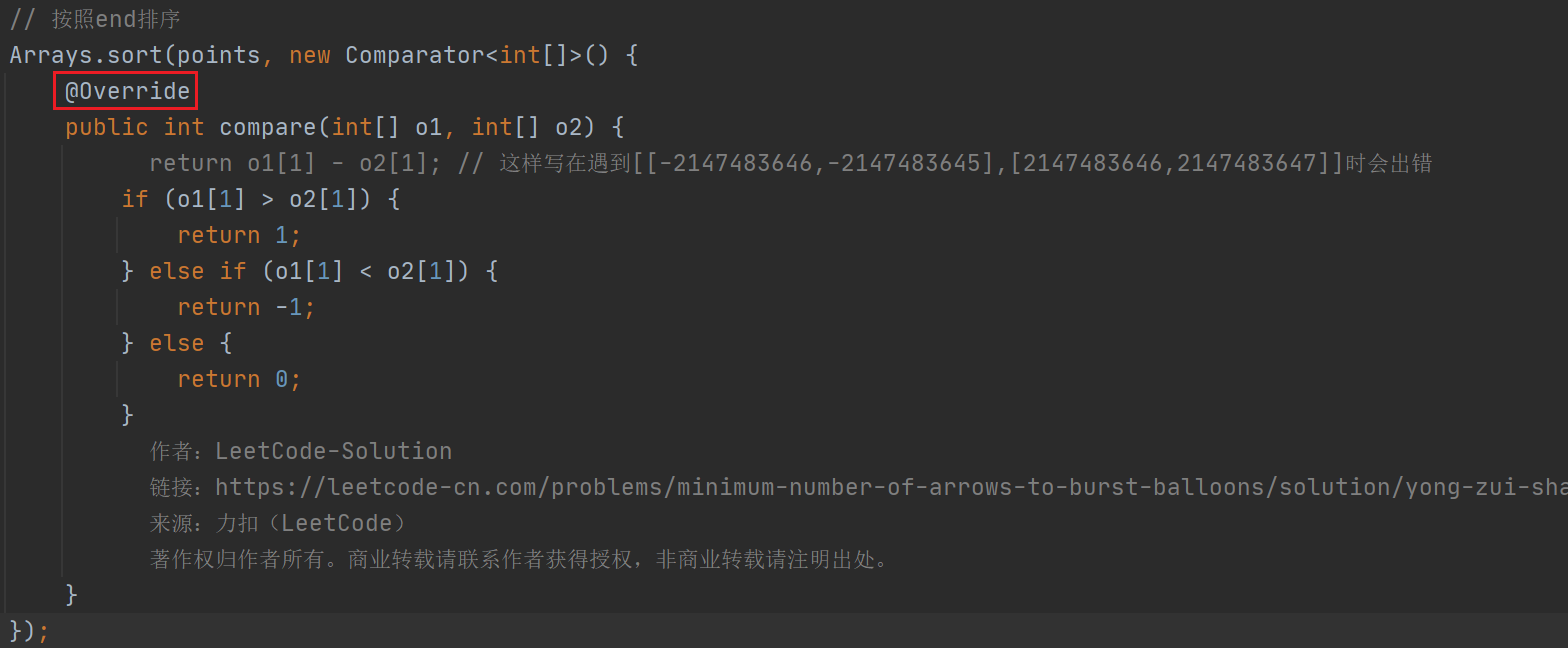 // 按照end排序
Arrays.sort(points, new Comparator<int[]>() {
@Override
public int compare(int[] o1, int[] o2) {
return o1[1] - o2[1]; // 这样写在遇到[[-2147483646,-2147483645],[2147483646,2147483647]]时会出错
if (o1[1] > o2[1]) {
return 1;
} else if (o1[1] < o2[1]) {
return -1;
} else {
return 0;
}
作者：LeetCode-Solution
链接：https://leetcode-cn.com/problems/minimum-number-of-arrows-to-burst-balloons/solution/yong-zui-sha
来源：力扣（LeetCode）
著作权归作者所有。商业转载请联系作者获得授权，非商业转载请注明出处。
}
});